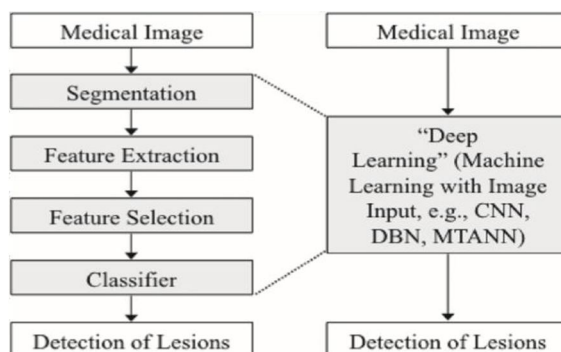 Medical Image
Segmentation
Feature Extraction
Feature Selection
Classifier
Detection of Lesions
Medical Image
“Deep
Learning” (Machine
Learning with Image
Input, e.g., CNN,
DBN, MTANN)
Detection of Lesions